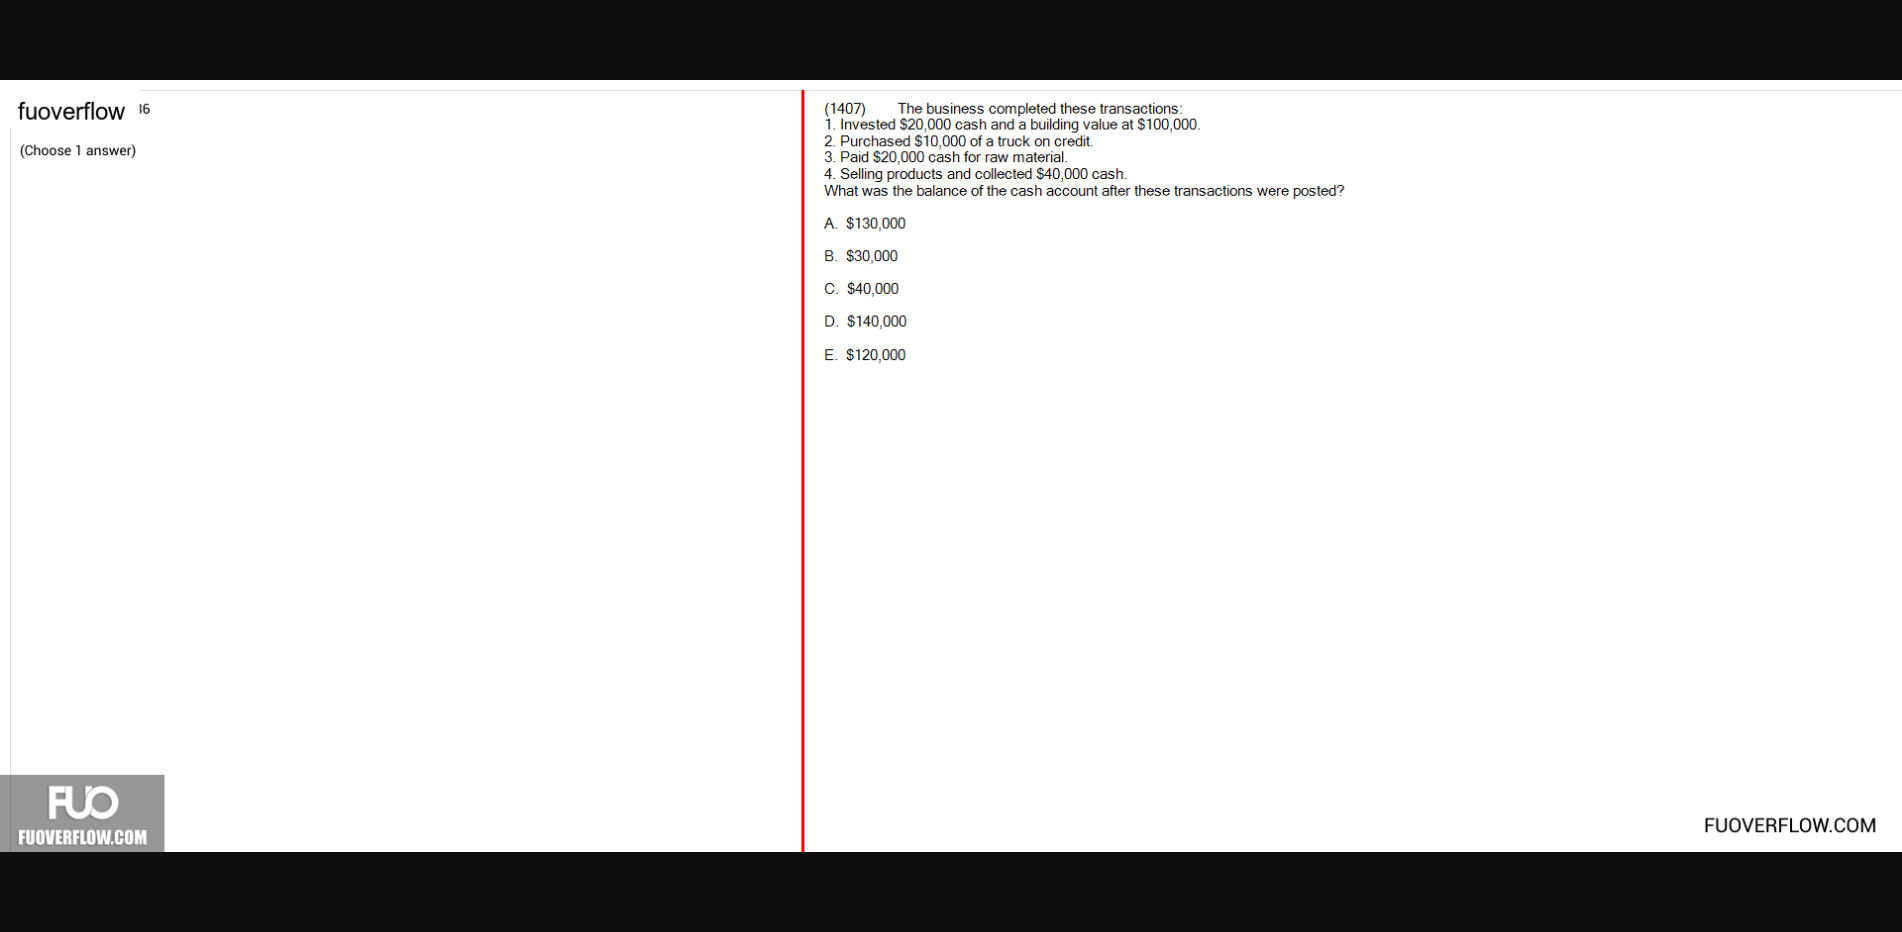 fuoverflow 36
(Choose 1 answer)
(1407) The business completed these transactions:
1. Invested $20,000 cash and a building value at $100,000.
2. Purchased $10,000 of a truck on credit.
3. Paid $20,000 cash for raw material.
4. Selling products and collected $40,000 cash.
What was the balance of the cash account after these transactions were posted?
A. $130,000
B. $30,000
C. $40,000
D. $140,000
E. $120,000
FUO
FUOVERFLOW.COM
FUOVERFLOW.COM